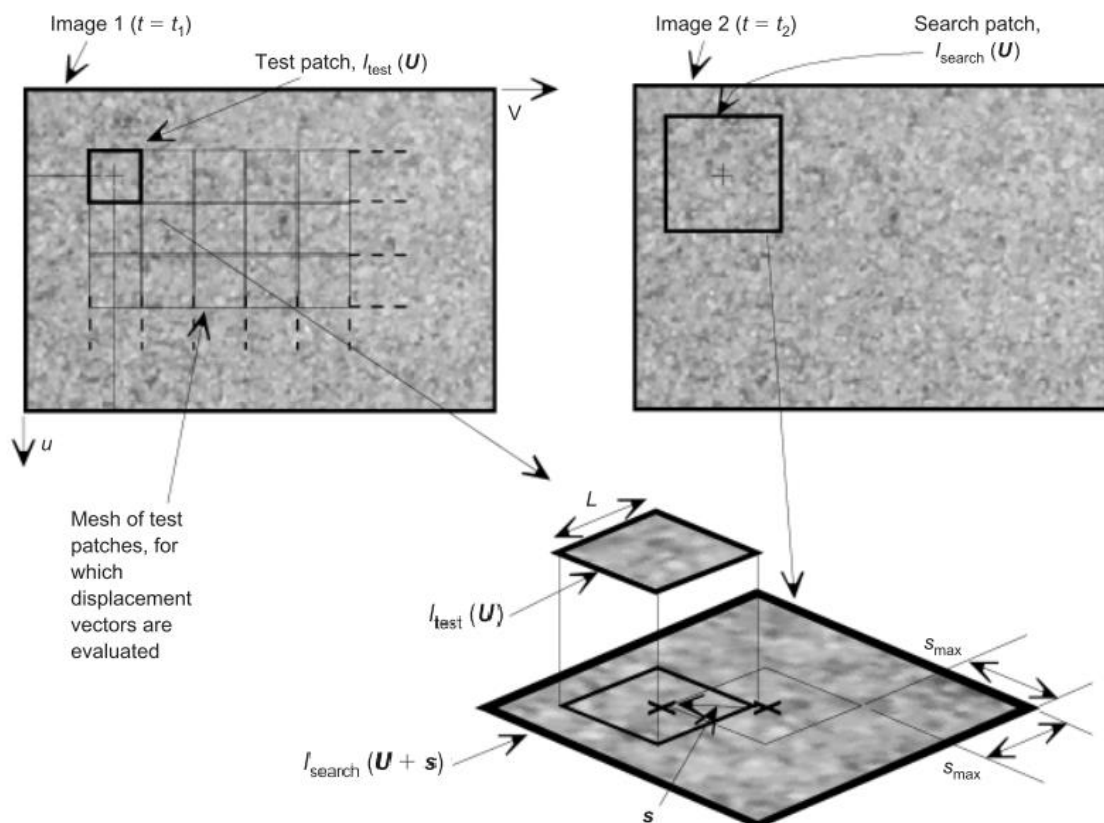 Image 1 (t = t1)
Test patch, Itest (U)
V
Image 2 (t = t2)
Search patch,
Isearch (U)
u
Mesh of test
patches, for
which
displacement
vectors are
evaluated
L
Itest (U)
smax
Isearch (U + s)
smax
s